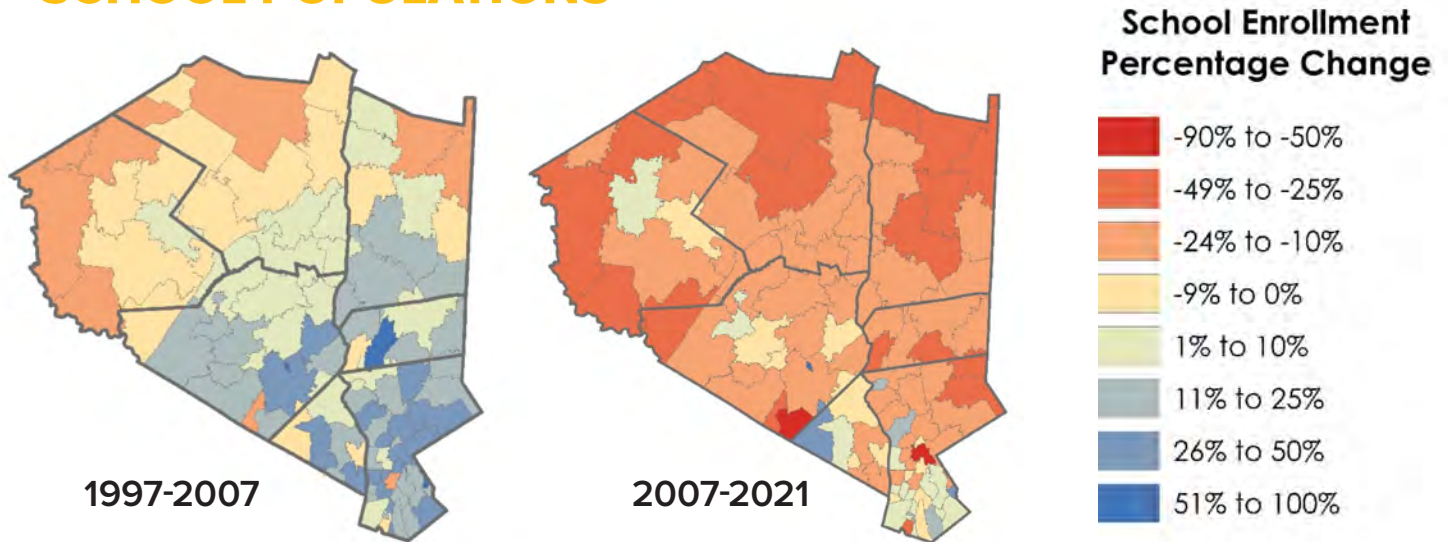 School Enrollment
Percentage Change
-90% to -50%
-49% to -25%
-24% to -10%
-9% to 0%
1% to 10%
11% to 25%
26% to 50%
51% to 100%
1997-2007
2007-2021